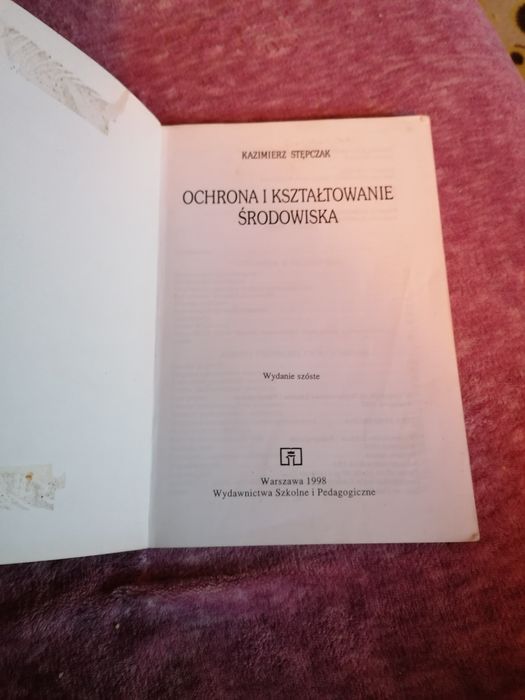 KAZIMIERZ STĘPCZAK
OCHRONA I KSZTAŁTOWANIE
ŚRODOWISKA
Wydanie szóste
Warszawa 1998
Wydawnictwa Szkolne i Pedagogiczne